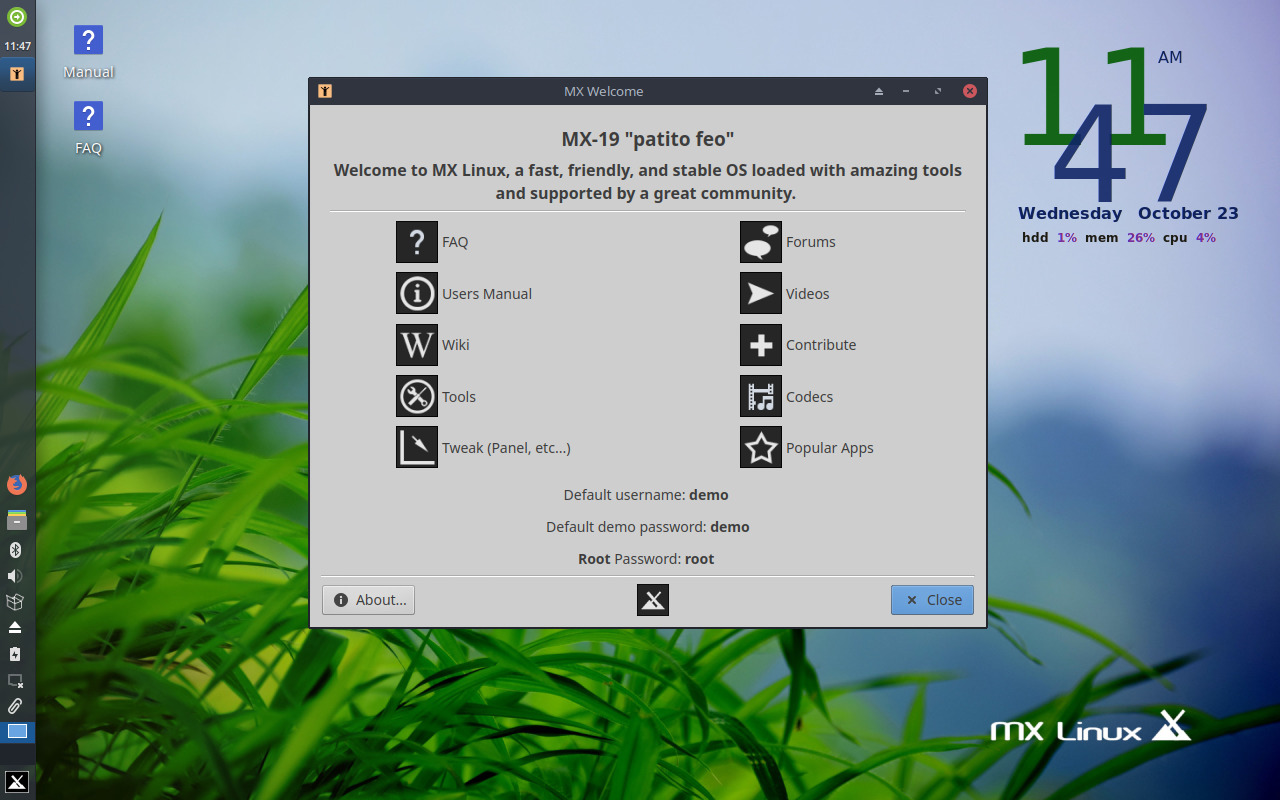 11:47
Manual
FAQ
MX Welcome
MX-19 "patito feo"
Welcome to MX Linux, a fast, friendly, and stable OS loaded with amazing tools
and supported by a great community.
? FAQ
Forums
Users Manual
Videos
W Wiki
Contribute
Tools
Codecs
Tweak (Panel, etc...)
Popular Apps
Default username: demo
Default demo password: demo
Root Password: root
About...
Close
11 AM
47
Wednesday October 23
hdd 1% mem 26% cpu 4%
MX Linux